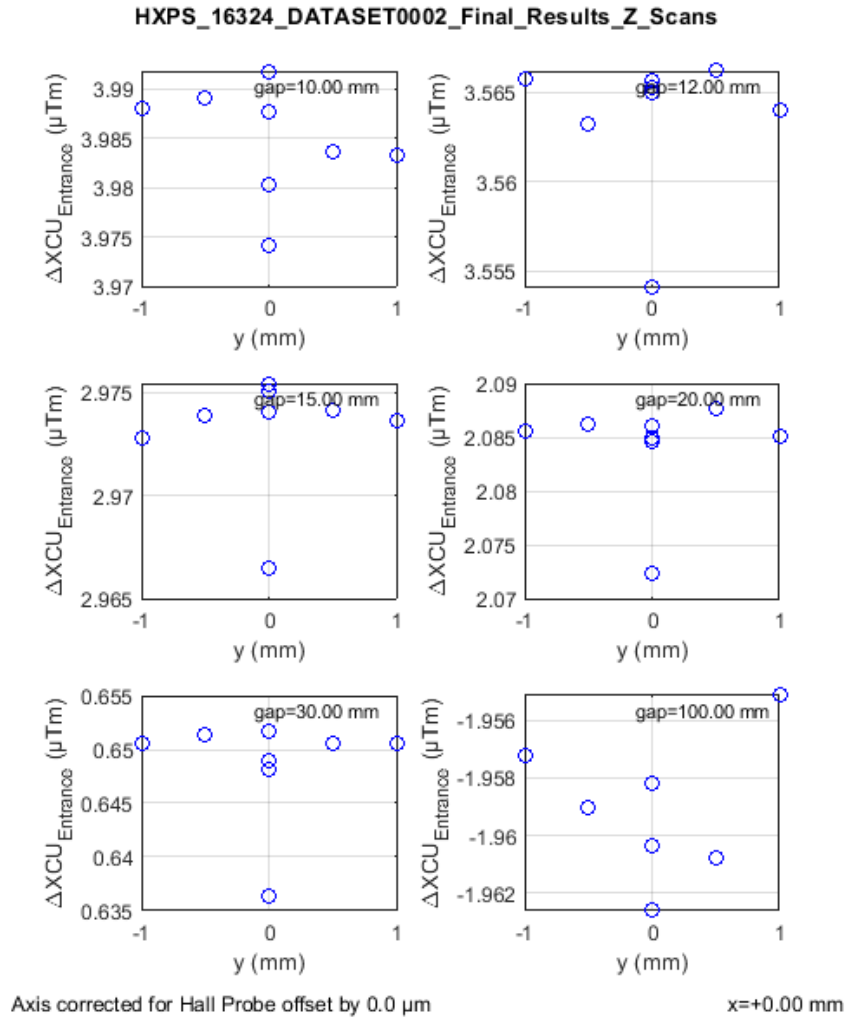 HXPS_16324_DATASET0002_Final_Results_Z_Scans
gap=10.00 mm
ΔXCU_Entrance (µTm)
3.99
3.985
3.98
3.975
3.97
-1 0 1
y (mm)
gap=12.00 mm
ΔXCU_Entrance (µTm)
3.565
3.56
3.555
-1 0 1
y (mm)
gap=15.00 mm
ΔXCU_Entrance (µTm)
2.975
2.97
2.965
-1 0 1
y (mm)
gap=20.00 mm
ΔXCU_Entrance (µTm)
2.09
2.085
2.08
2.075
2.07
-1 0 1
y (mm)
gap=30.00 mm
ΔXCU_Entrance (µTm)
0.655
0.65
0.645
0.64
0.635
-1 0 1
y (mm)
gap=100.00 mm
ΔXCU_Entrance (µTm)
-1.956
-1.958
-1.96
-1.962
-1 0 1
y (mm)
Axis corrected for Hall Probe offset by 0.0 µm
x=+0.00 mm